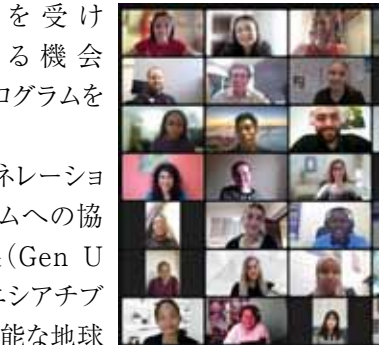 を受け
る機会
ログラムを
ネレーショ
ムへの協
(Gen U
ニシアチブ
能な地球